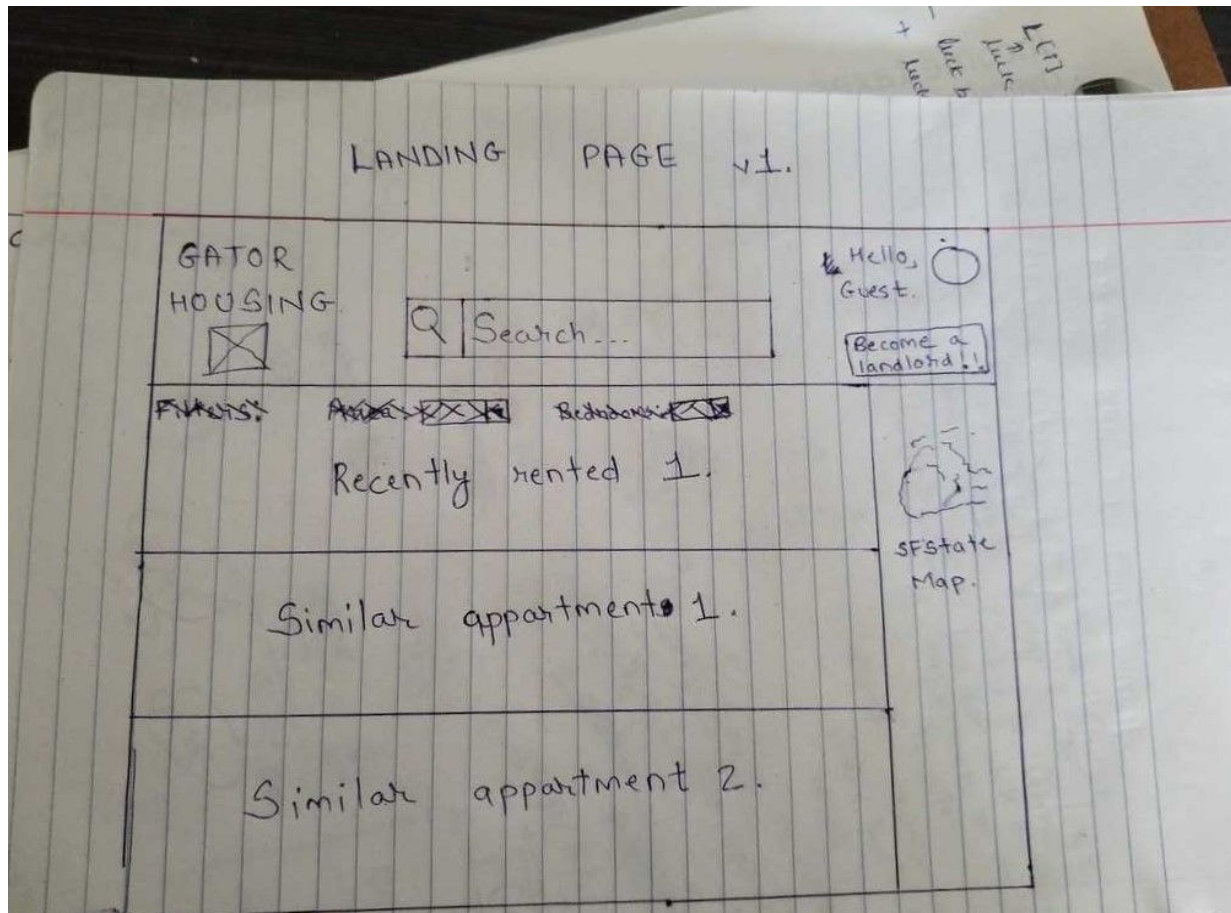 LANDING PAGE v1.
GATOR
HOUSING
Search...
Hello,
Guest.
Become a
landlord!!
Recently rented 1.
SFState
Map.
Similar appartment 1.
Similar appartment 2.